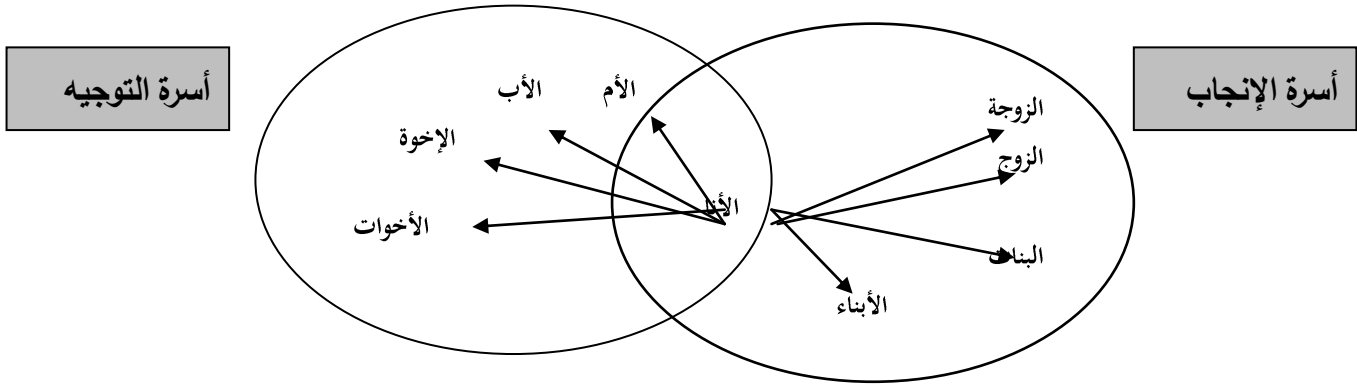 أسرة الإنجاب
أسرة التوجيه
الأم
الأب
الإخوة
الأخوات
الأنا
الزوجة
الزوج
البنات
الأبناء